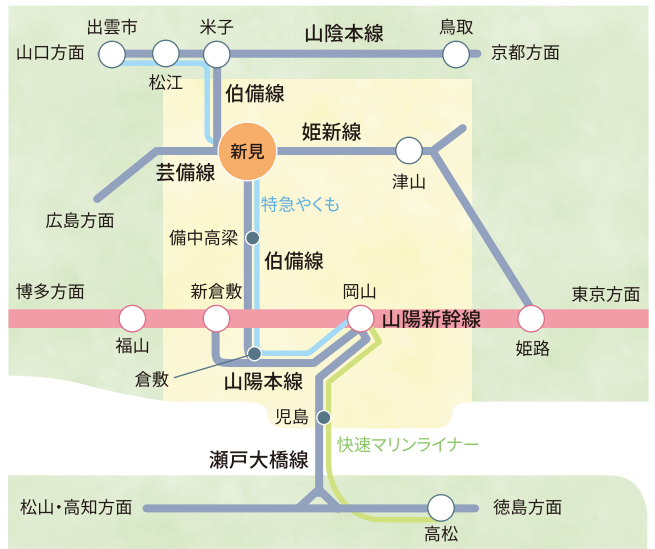 出雲市
米子
山陰本線
鳥取
山口方面
京都方面
松江
伯備線
姫新線
新見
芸備線
津山
特急やくも
広島方面
備中高梁
伯備線
博多方面
新倉敷
岡山
東京方面
山陽新幹線
福山
姫路
倉敷
山陽本線
児島
快速マリンライナー
瀬戸大橋線
松山・高知方面
徳島方面
高松